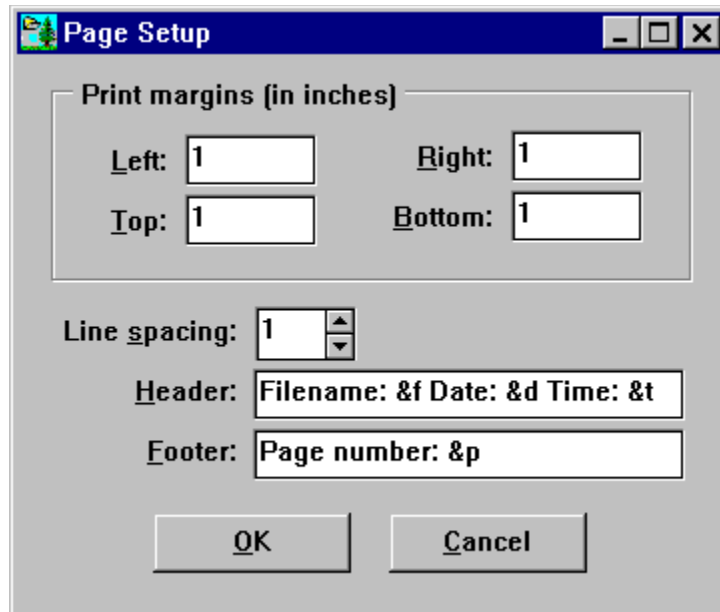 Page Setup
Print margins (in inches)
Left: 1 Right: 1
Top: 1 Bottom: 1
Line spacing: 1
Header: Filename: &f Date: &d Time: &t
Footer: Page number: &p
OK Cancel